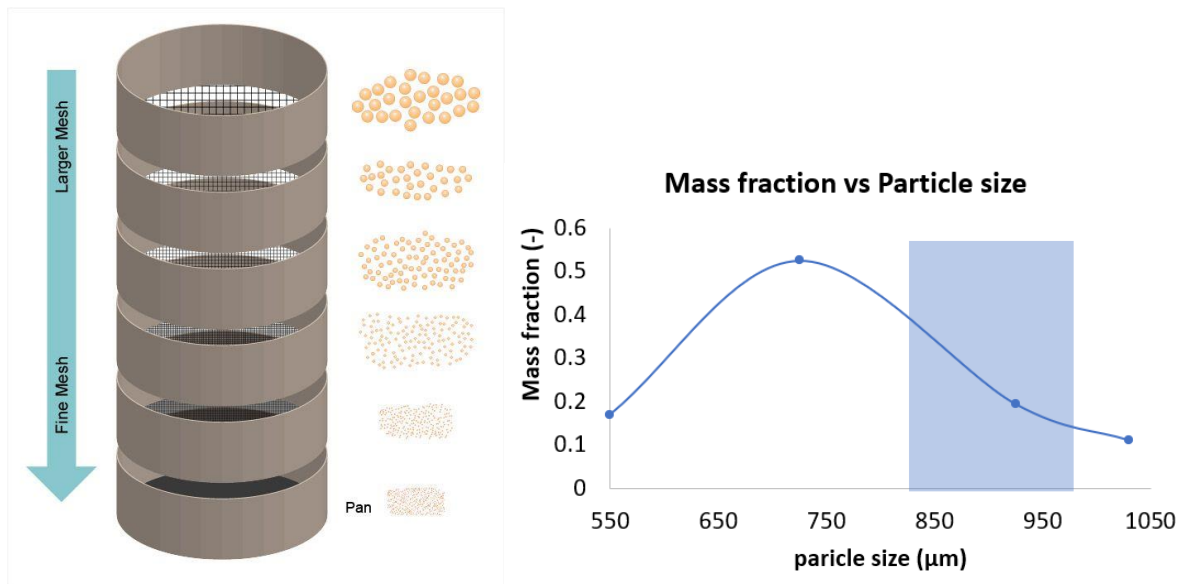 Larger Mesh
Fine Mesh
Pan
Mass fraction vs Particle size
Mass fraction (-)
0.6
0.5
0.4
0.3
0.2
0.1
0
550 650 750 850 950 1050
paricle size (µm)